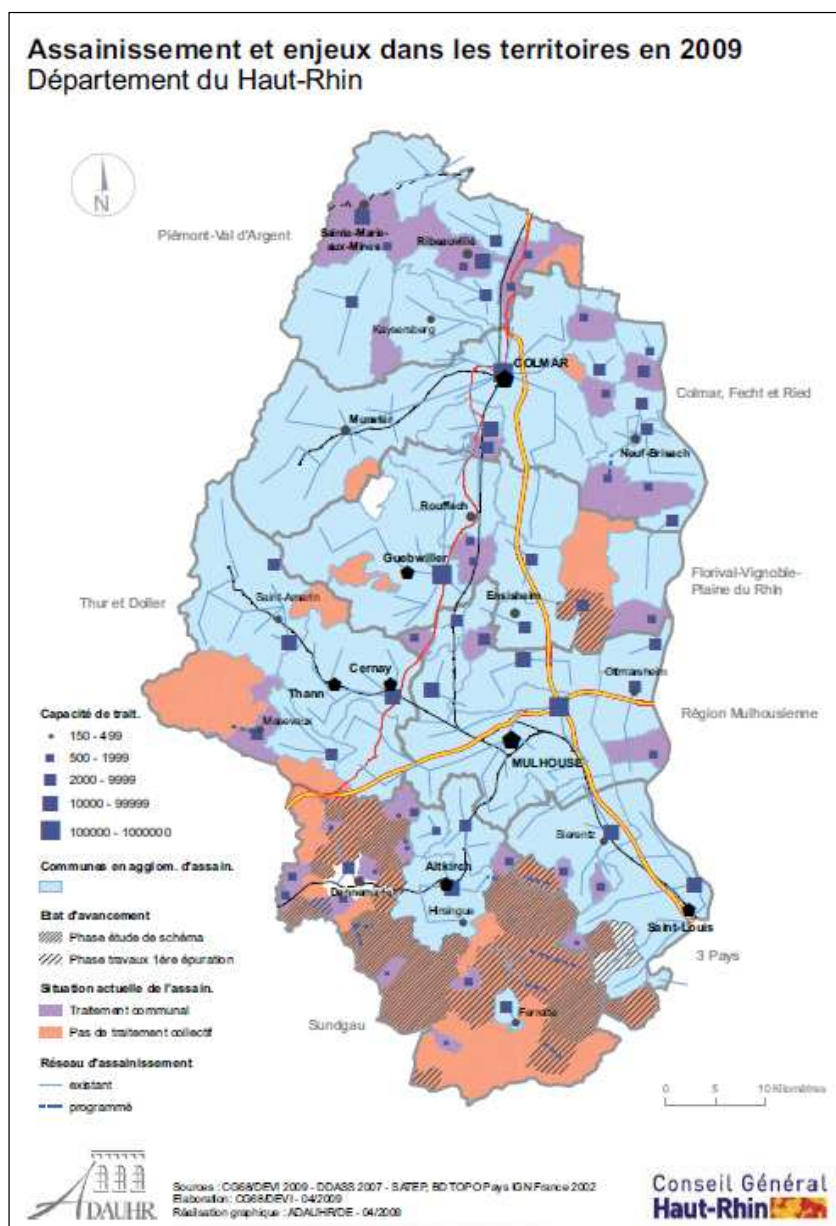 Assainissement et enjeux dans les territoires en 2009
Département du Haut-Rhin
N
Piémont-Val d'Argent
Sainte-Marie-
aux-Mines
Ribeauvillé
Kaysersberg
COLMAR
Colmar, Fecht et Ried
Munster
Neuf-Brisach
Rouffach
Guebwiller
Florival-Vignoble-
Plaine du Rhin
Thur et Doller
Saint-Amarin
Ensisheim
Cernay
Thann
Ottmarsheim
Région Mulhousienne
Masevaux
MULHOUSE
Sierentz
Altkirch
Dannemarie
Hirsingue
Saint-Louis
3 Pays
Ferrette
Sundgau
Capacité de trait.
150 - 499
500 - 1999
2000 - 9999
10000 - 99999
100000 - 1000000
Communes en agglom. d'assain.
Etat d'avancement
Phase étude de schéma
Phase travaux 1ère épuration
Situation actuelle de l'assain.
Traitement communal
Pas de traitement collectif
Réseau d'assainissement
existant
programmé
0 5 10 Kilomètres
ADAUHR
Sources : CG68/DEVI 2009 - DDASS 2007 - SATEP, BD TOPO Pays IGN France 2002
Elaboration: CG68/DEVI - 04/2009
Réalisation graphique : ADAUHR/DE - 04/2009
Conseil Général
Haut-Rhin